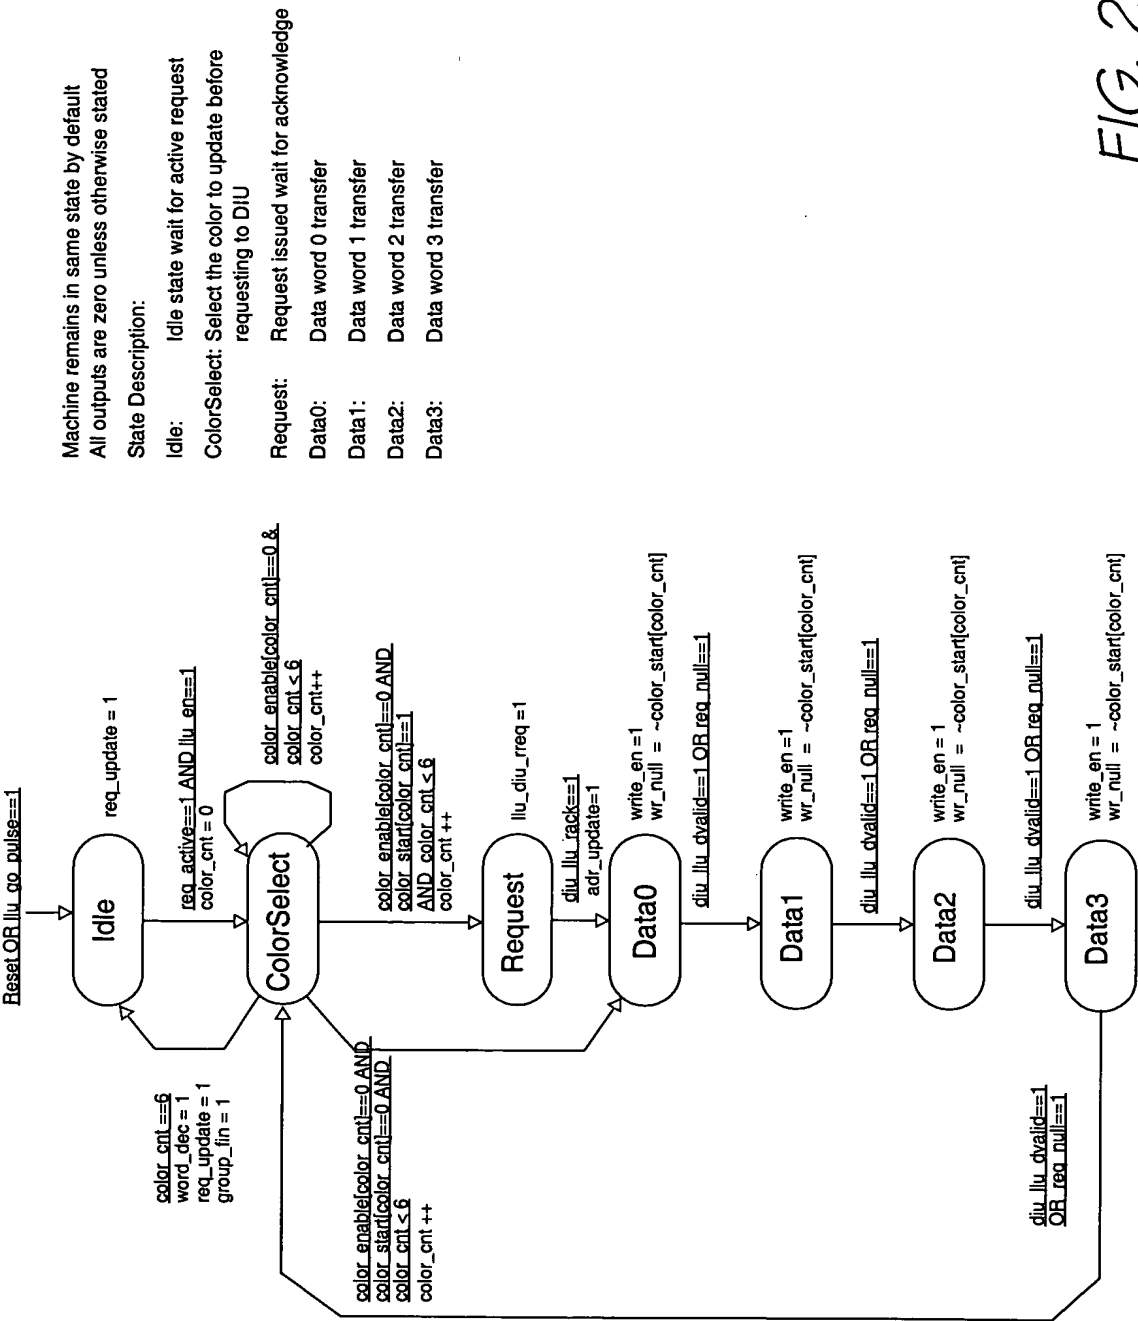 Machine remains in same state by default
All outputs are zero unless otherwise stated
State Description:
Idle: Idle state wait for active request
ColorSelect: Select the color to update before
requesting to DIU
Request: Request issued wait for acknowledge
Data0: Data word 0 transfer
Data1: Data word 1 transfer
Data2: Data word 2 transfer
Data3: Data word 3 transfer
Reset OR llu_go_pulse==1
Idle
req_update = 1
req_active==1 AND llu_en==1
color_cnt = 0
color_cnt ==6
word_dec = 1
req_update = 1
group_fin = 1
ColorSelect
color_enable[color_cnt]==0 &
color_cnt < 6
color_cnt++
color_enable[color_cnt]==0 AND
color_start[color_cnt]==1
AND color_cnt < 6
color_cnt ++
color_enable[color_cnt]==0 AND
color_start[color_cnt]==0 AND
color_cnt < 6
color_cnt ++
Request
llu_diu_rreq =1
diu_llu_rack==1
adr_update=1
Data0
write_en =1
wr_null = ~color_start[color_cnt]
diu_llu_dvalid==1 OR req_null==1
Data1
write_en =1
wr_null = ~color_start[color_cnt]
diu_llu_dvalid==1 OR req_null==1
Data2
write_en = 1
wr_null = ~color_start[color_cnt]
diu_llu_dvalid==1 OR req_null==1
Data3
write_en = 1
wr_null = ~color_start[color_cnt]
diu_llu_dvalid==1
OR req_null==1
FIG. 2